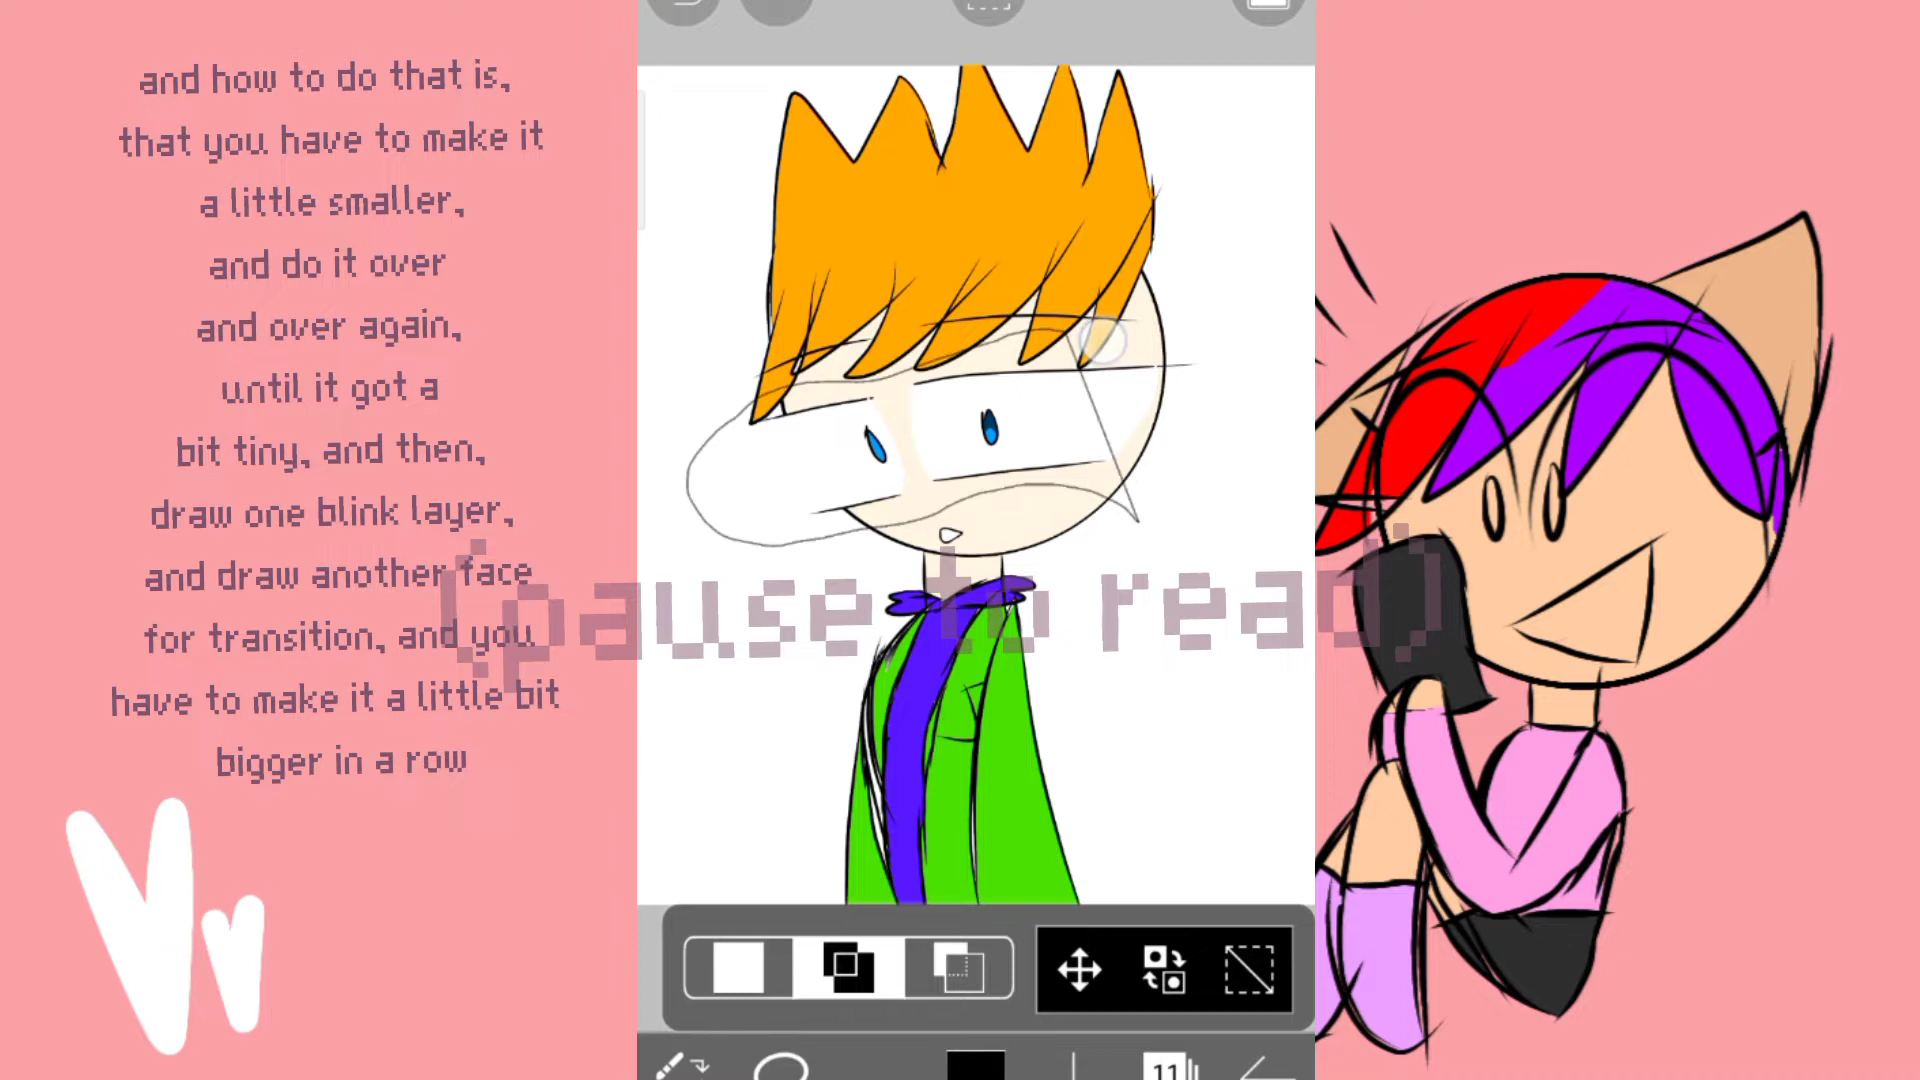 and how to do that is,
that you have to make it
a little smaller,
and do it over
and over again,
until it got a
bit tiny, and then,
draw one blink layer,
and draw another face
for transition, and you
have to make it a little bit
bigger in a row
(pause to read)
11